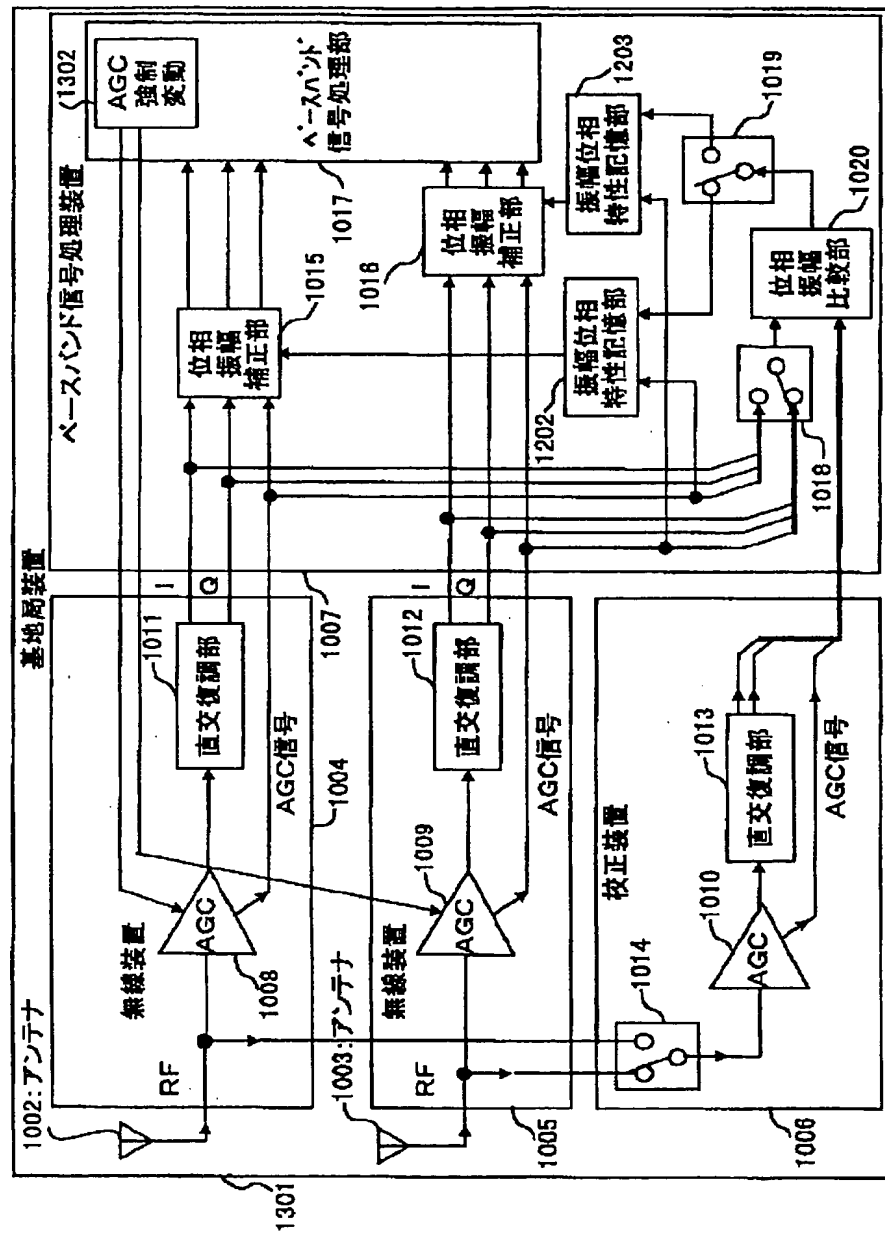 基地局装置
1301
1002:アンテナ
1003:アンテナ
無線装置
RF
AGC
1008
直交復調部
1011
I
Q
AGC信号
1004
無線装置
RF
AGC
1009
直交復調部
1012
I
Q
AGC信号
1005
校正装置
1014
AGC
1010
直交復調部
1013
AGC信号
1006
ベースバンド信号処理装置
1007
1302
AGC
強制
変動
ベースバンド
信号処理部
1017
位相
振幅
補正部
1015
位相
振幅
補正部
1016
振幅位相
特性記憶部
1202
振幅位相
特性記憶部
1203
1018
1019
位相
振幅
比較部
1020